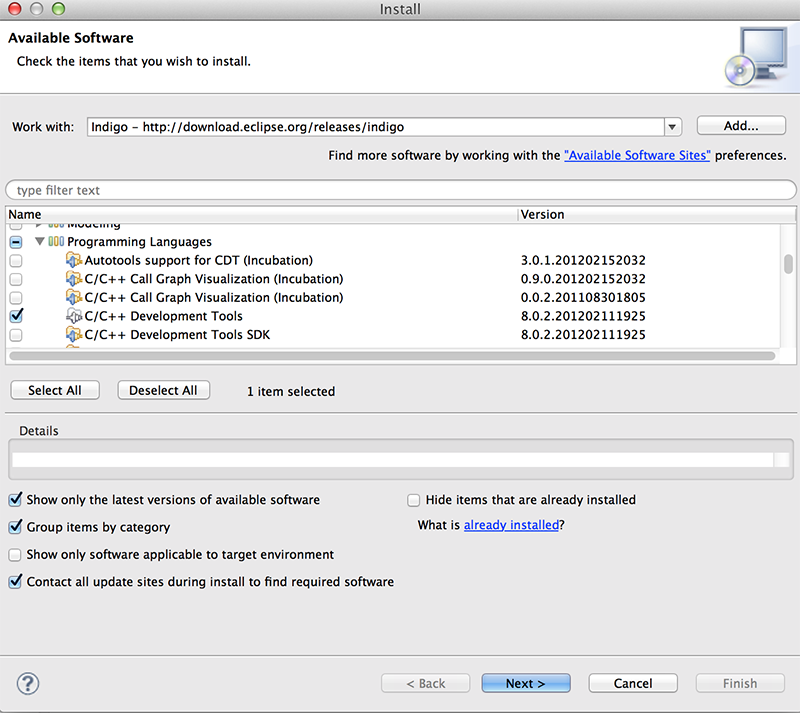 Install
Available Software
Check the items that you wish to install.
Work with: Indigo - http://download.eclipse.org/releases/indigo Add...
Find more software by working with the "Available Software Sites" preferences.
type filter text
Name Version
Modeling
Programming Languages
Autotools support for CDT (Incubation) 3.0.1.201202152032
C/C++ Call Graph Visualization (Incubation) 0.9.0.201202152032
C/C++ Call Graph Visualization (Incubation) 0.0.2.201108301805
C/C++ Development Tools 8.0.2.201202111925
C/C++ Development Tools SDK 8.0.2.201202111925
Select All Deselect All 1 item selected
Details
Show only the latest versions of available software Hide items that are already installed
Group items by category What is already installed?
Show only software applicable to target environment
Contact all update sites during install to find required software
? < Back Next > Cancel Finish